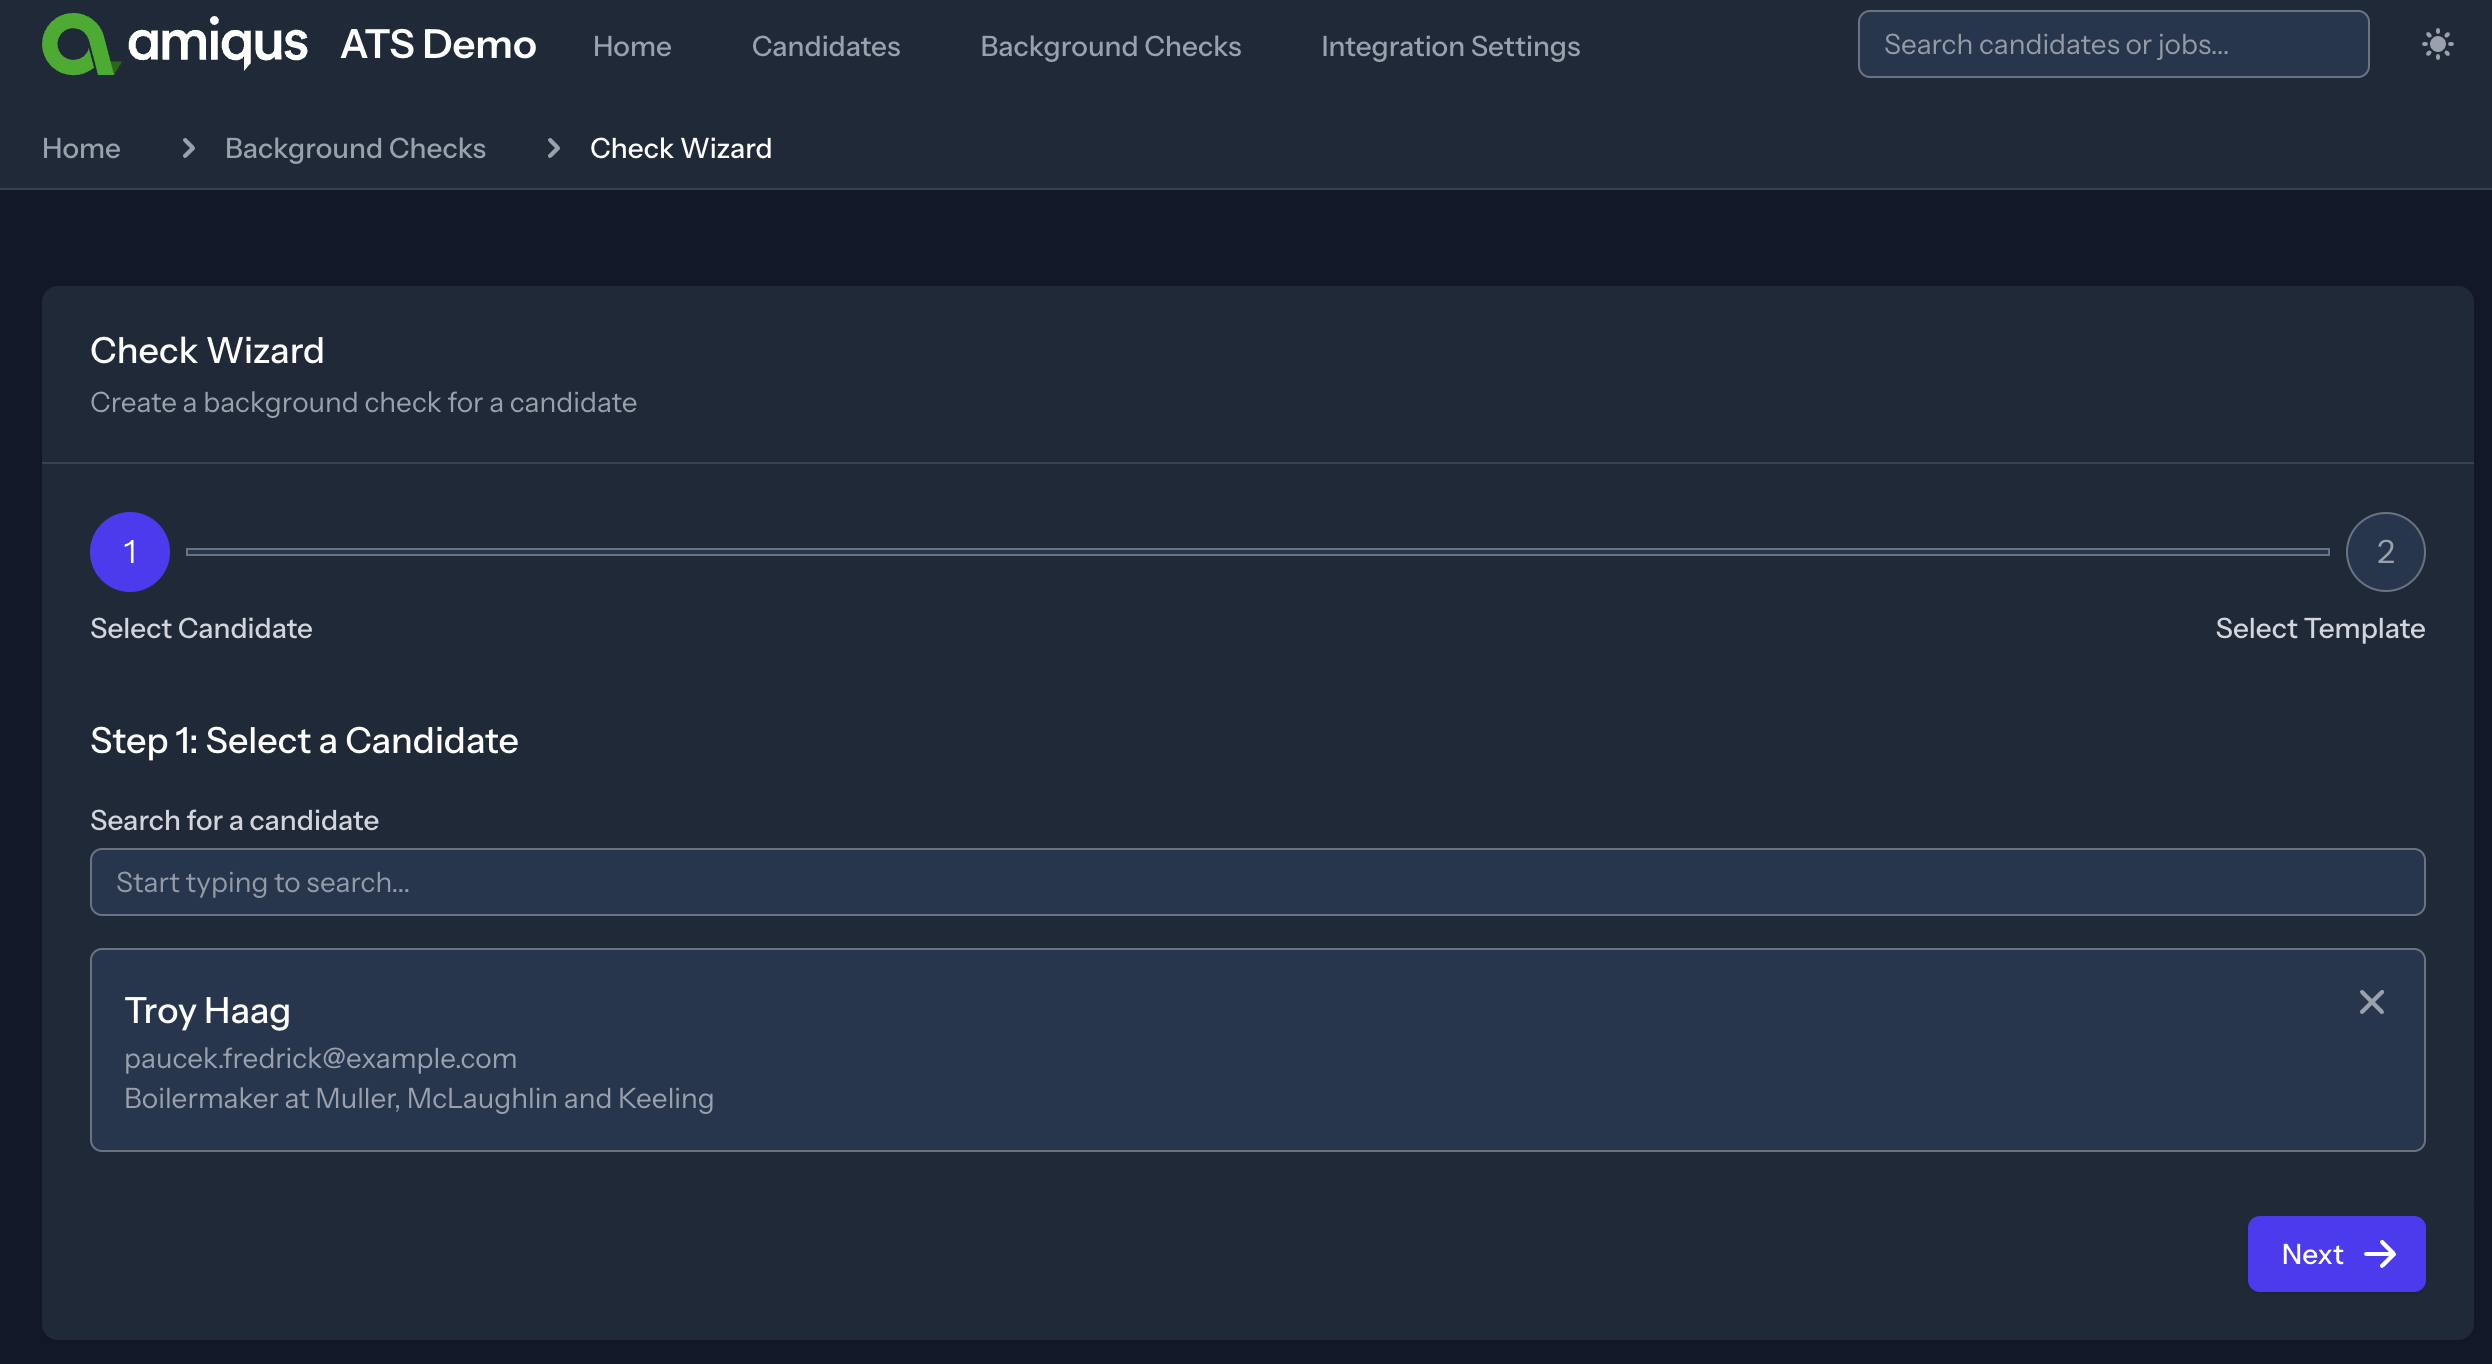 amiqus ATS Demo Home Candidates Background Checks Integration Settings Search candidates or jobs...
Home Background Checks Check Wizard
Check Wizard
Create a background check for a candidate
1 2
Select Candidate Select Template
Step 1: Select a Candidate
Search for a candidate
Start typing to search...
Troy Haag
paucek.fredrick@example.com
Boilermaker at Muller, McLaughlin and Keeling
Next